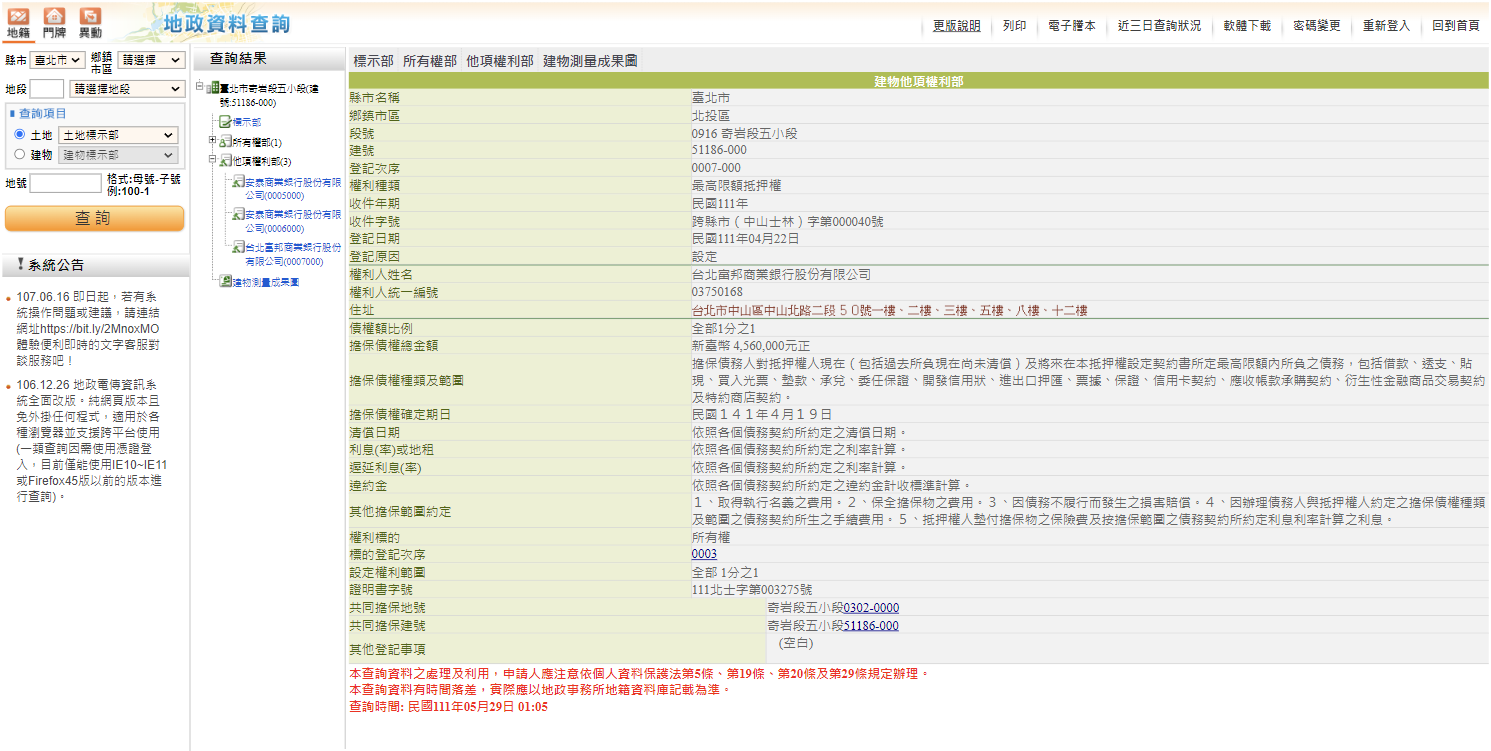 地籍 門牌 異動
地政資料查詢
更版說明 列印 電子謄本 近三日查詢狀況 軟體下載 密碼變更 重新登入 回到首頁
縣市 臺北市 鄉鎮市區 請選擇
地段 請選擇地段
查詢項目
土地 土地標示部
建物 建物標示部
地號 格式:母號-子號
例:100-1
查 詢
系統公告
107.06.16 即日起，若有系
統操作問題或建議，請連結
網址https://bit.ly/2MnoxMO
體驗便利即時的文字客服對
談服務吧！
106.12.26 地政電傳資訊系
統全面改版。純網頁版本且
免外掛任何程式，適用於各
種瀏覽器並支援跨平台使用
(一類查詢因需使用憑證登
入，目前僅能使用IE10~IE11
或Firefox45版以前的版本進
行查詢)。
查詢結果
臺北市奇岩段五小段(建
號:51186-000)
標示部
所有權部(1)
他項權利部(3)
安泰商業銀行股份有限
公司(0005000)
安泰商業銀行股份有限
公司(0006000)
台北富邦商業銀行股份
有限公司(0007000)
建物測量成果圖
標示部 所有權部 他項權利部 建物測量成果圖
建物他項權利部
縣市名稱 臺北市
鄉鎮市區 北投區
段號 0916 奇岩段五小段
建號 51186-000
登記次序 0007-000
權利種類 最高限額抵押權
收件年期 民國111年
收件字號 跨縣市（中山士林）字第000040號
登記日期 民國111年04月22日
登記原因 設定
權利人姓名 台北富邦商業銀行股份有限公司
權利人統一編號 03750168
住址 台北市中山區中山北路二段５０號一樓、二樓、三樓、五樓、八樓、十二樓
債權額比例 全部1分之1
擔保債權總金額 新臺幣 4,560,000元正
擔保債權種類及範圍 擔保債務人對抵押權人現在（包括過去所負現在尚未清償）及將來在本抵押權設定契約書所定最高限額內所負之債務，包括借款、透支、貼
現、買入光票、墊款、承兌、委任保證、開發信用狀、進出口押匯、票據、保證、信用卡契約、應收帳款承購契約、衍生性金融商品交易契約
及特約商店契約。
擔保債權確定期日 民國１４１年４月１９日
清償日期 依照各個債務契約所約定之清償日期。
利息(率)或地租 依照各個債務契約所約定之利率計算。
遲延利息(率) 依照各個債務契約所約定之利率計算。
違約金 依照各個債務契約所約定之違約金計收標準計算。
其他擔保範圍約定 １、取得執行名義之費用。２、保全擔保物之費用。３、因債務不履行而發生之損害賠償。４、因辦理債務人與抵押權人約定之擔保債權種類
及範圍之債務契約所生之手續費用。５、抵押權人墊付擔保物之保險費及按擔保範圍之債務契約所約定利息利率計算之利息。
權利標的 所有權
標的登記次序 0003
設定權利範圍 全部 1分之1
證明書字號 111北士字第003275號
共同擔保地號 奇岩段五小段0302-0000
共同擔保建號 奇岩段五小段51186-000
其他登記事項 (空白)
本查詢資料之處理及利用，申請人應注意依個人資料保護法第5條、第19條、第20條及第29條規定辦理。
本查詢資料有時間落差，實際應以地政事務所地籍資料庫記載為準。
查詢時間: 民國111年05月29日 01:05